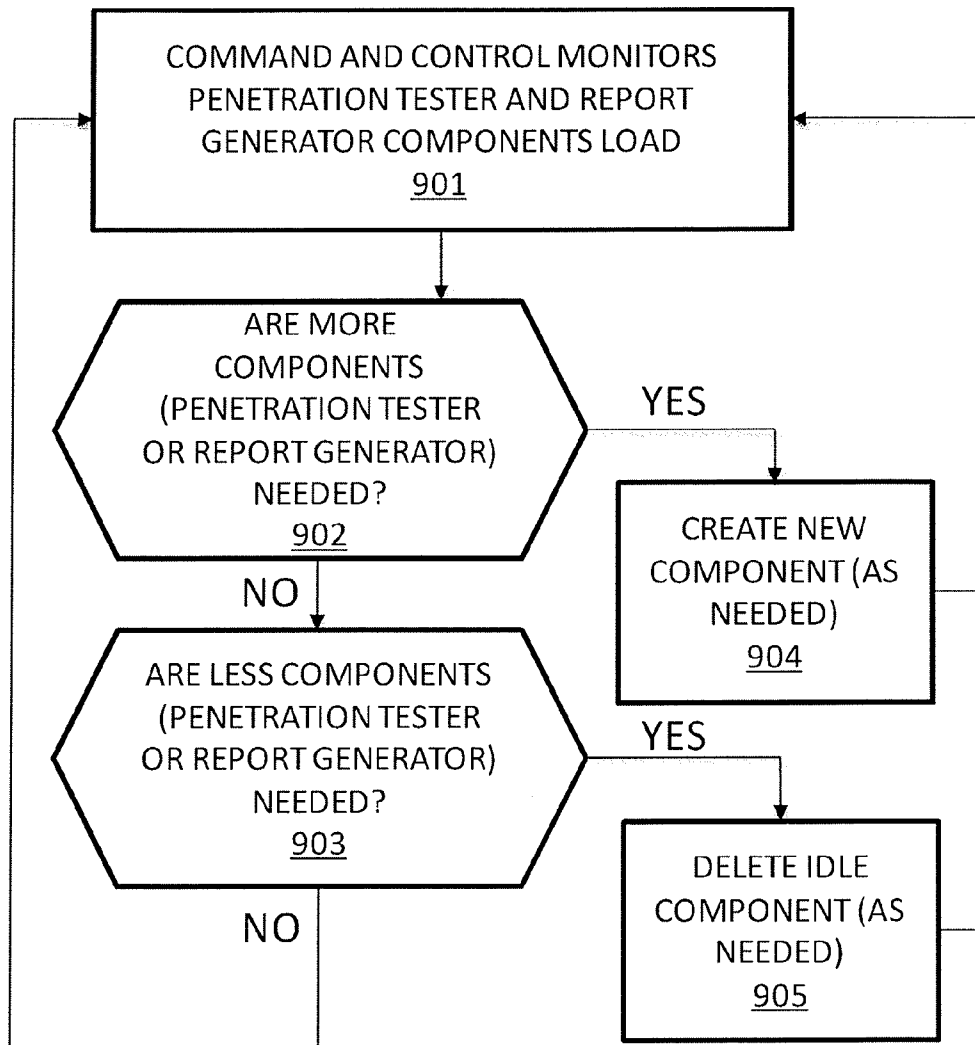 COMMAND AND CONTROL MONITORS
PENETRATION TESTER AND REPORT
GENERATOR COMPONENTS LOAD
901
ARE MORE
COMPONENTS
(PENETRATION TESTER
OR REPORT GENERATOR)
NEEDED?
902
YES
CREATE NEW
COMPONENT (AS
NEEDED)
904
NO
ARE LESS COMPONENTS
(PENETRATION TESTER
OR REPORT GENERATOR)
NEEDED?
903
YES
DELETE IDLE
COMPONENT (AS
NEEDED)
905
NO